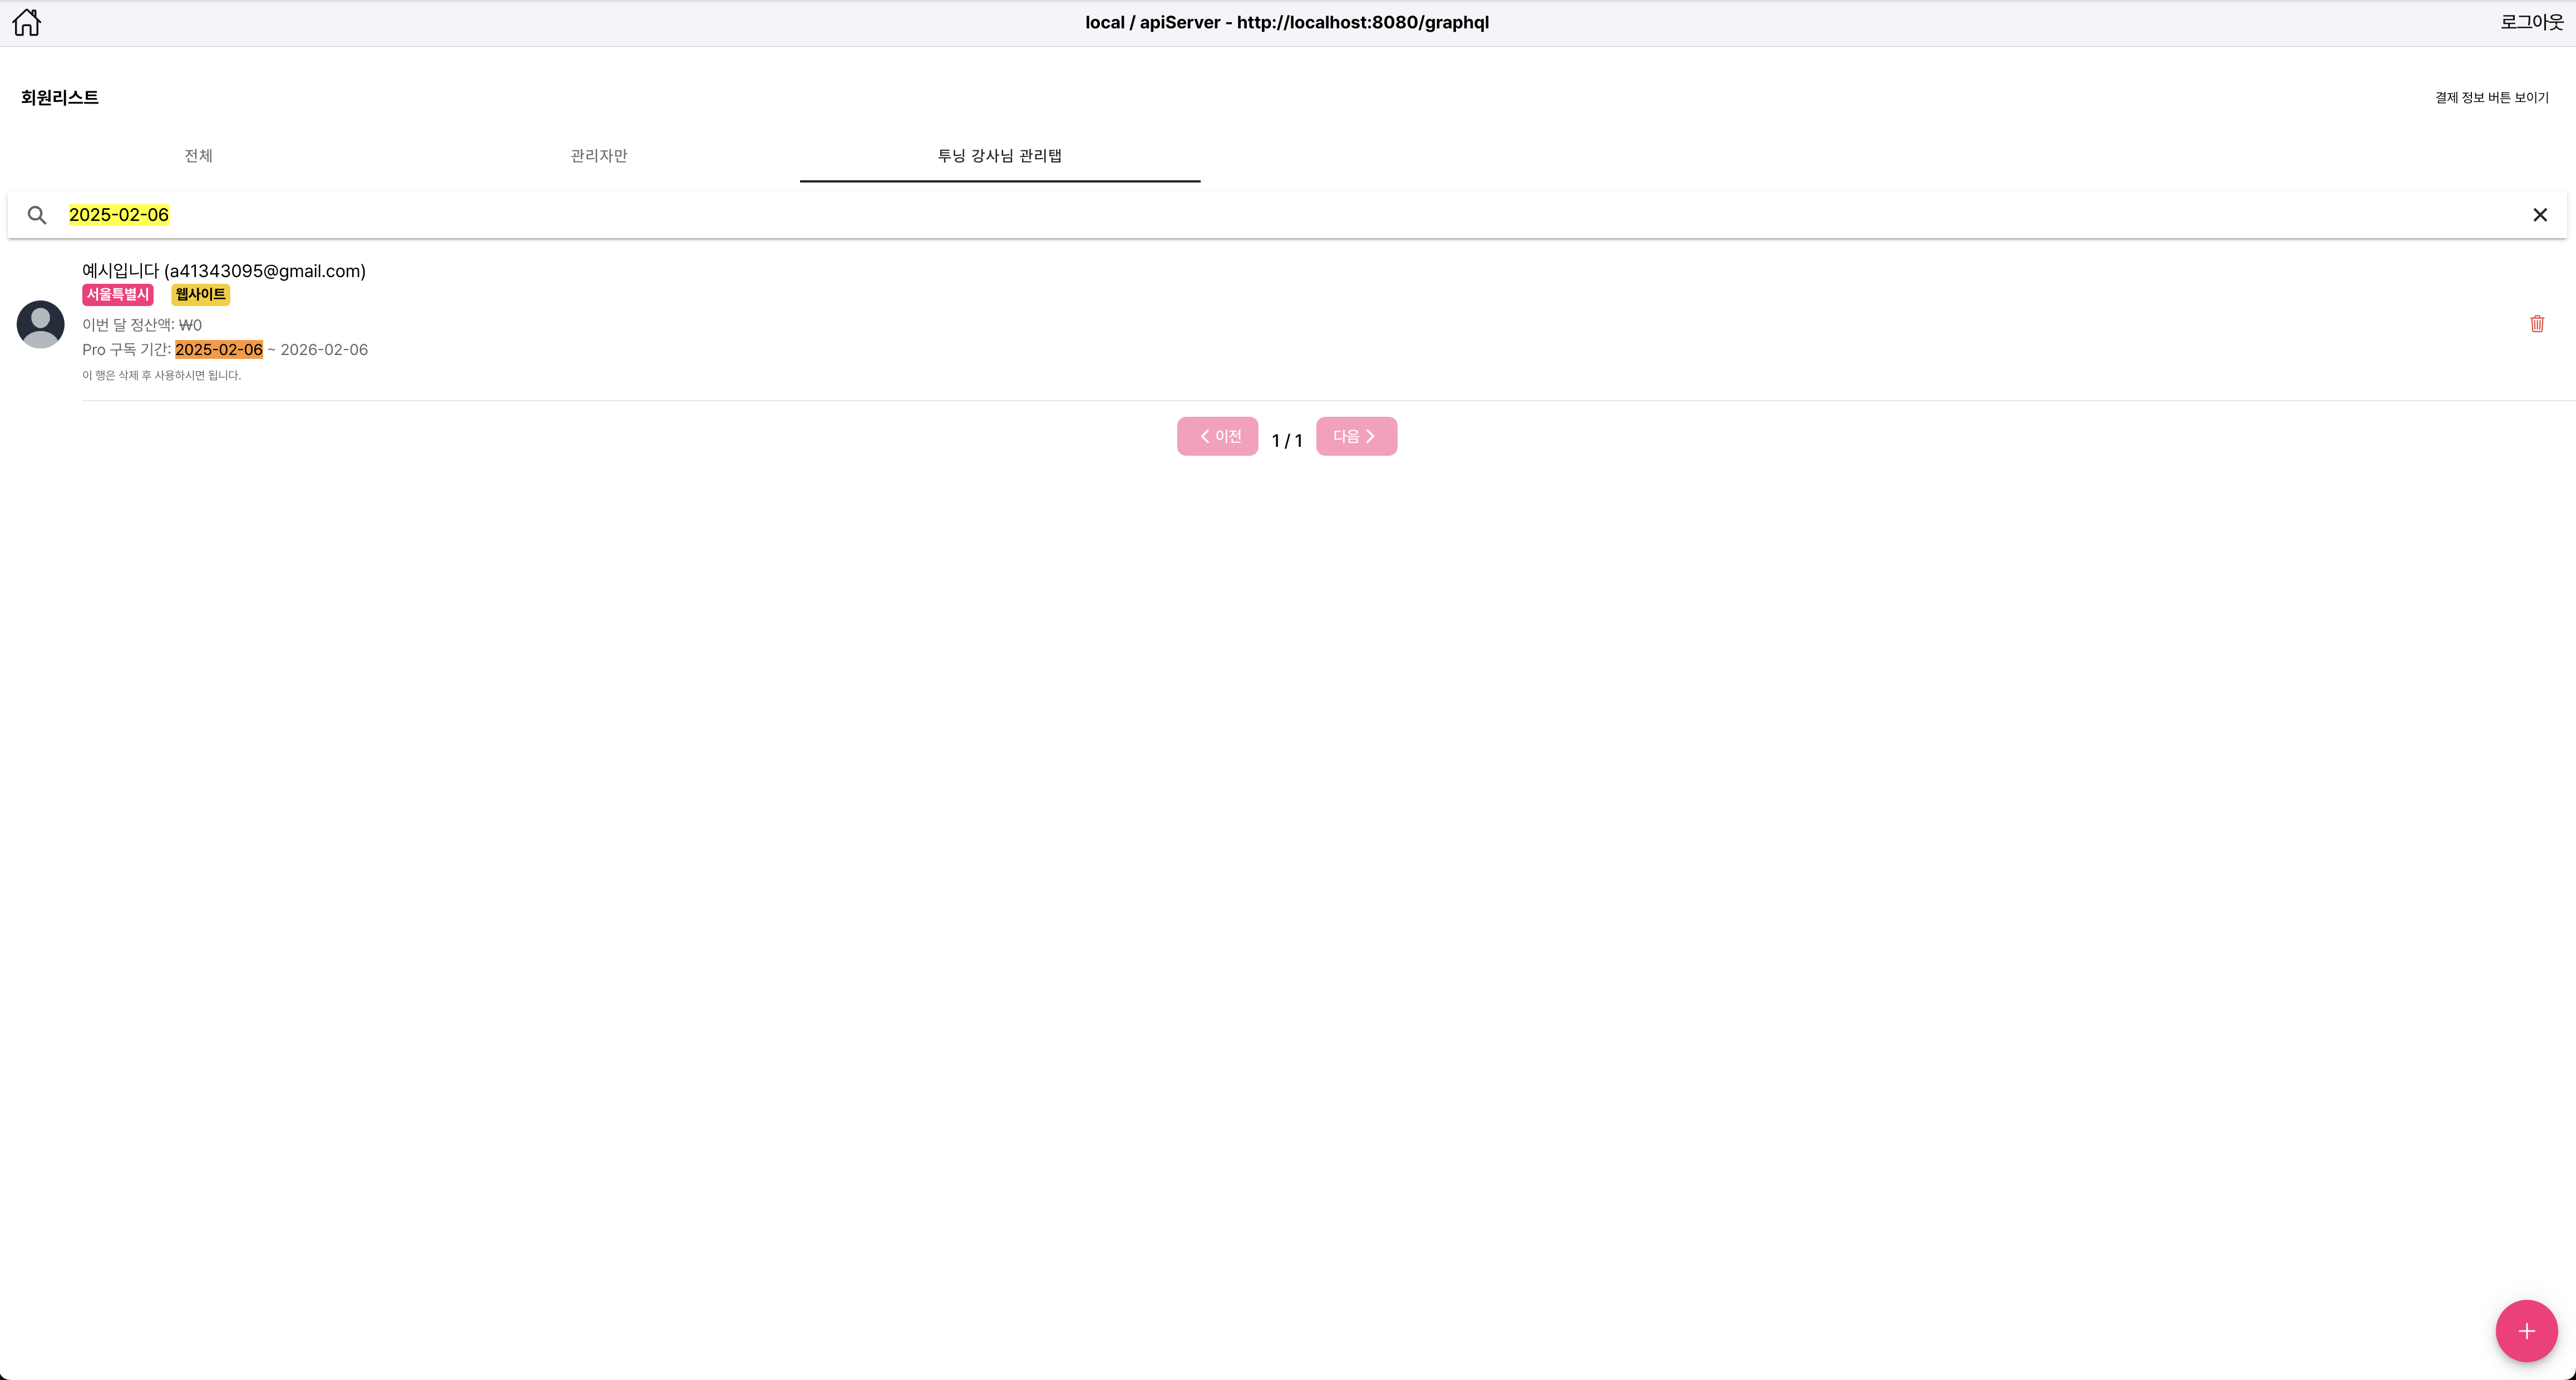 local / apiServer - http://localhost:8080/graphql
로그아웃
회원리스트
결제 정보 버튼 보이기
전체
관리자만
투닝 강사님 관리탭
2025-02-06
예시입니다 (a41343095@gmail.com)
서울특별시 웹사이트
이번 달 정산액: ₩0
Pro 구독 기간: 2025-02-06 ~ 2026-02-06
이 행은 삭제 후 사용하시면 됩니다.
이전 1 / 1 다음